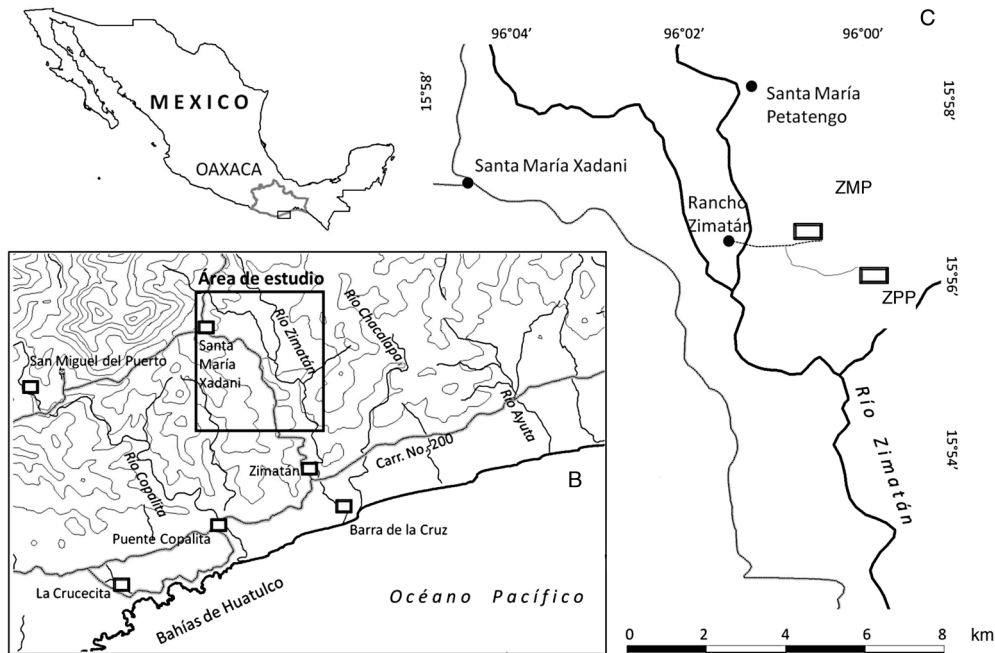 MEXICO
OAXACA
C
96°04′
96°02′
96°00′
15°58′
15°58′
15°56′
15°54′
Santa María
Petatengo
Santa María Xadani
Rancho
Zimatán
ZMP
ZPP
Río Zimatán
0 2 4 6 8 km
Área de estudio
Río Zimatán
Río Chacalapa
Santa
María
Xadani
San Miguel del Puerto
Río Copalita
Río Ayuta
Carr. No. 200
Zimatán
B
Barra de la Cruz
Puente Copalita
La Crucecita
Bahías de Huatulco
Océano Pacífico